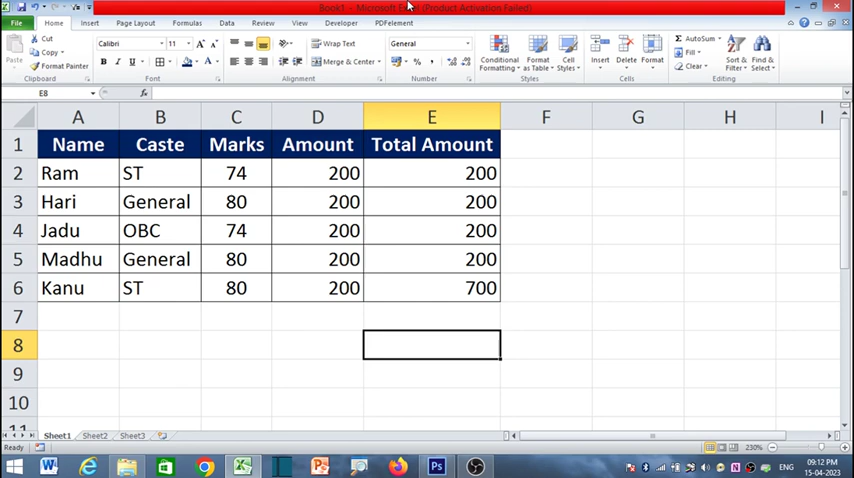 Book1 - Microsoft Excel (Product Activation Failed)
File Home Insert Page Layout Formulas Data Review View Developer PDFelement
Cut
Copy
Format Painter
Paste
Clipboard
Calibri 11
B I U
Font
Wrap Text
Merge & Center
Alignment
General
% ,
Number
Conditional Formatting
Format as Table
Cell Styles
Styles
Insert Delete Format
Cells
Σ AutoSum
Fill
Clear
Sort & Filter
Find & Select
Editing
E8 fx
A B C D E F G H I
1 Name Caste Marks Amount Total Amount
2 Ram ST 74 200 200
3 Hari General 80 200 200
4 Jadu OBC 74 200 200
5 Madhu General 80 200 200
6 Kanu ST 80 200 700
7
8
9
10
11
Sheet1 Sheet2 Sheet3
Ready 230%
ENG 09:12 PM
15-04-2023